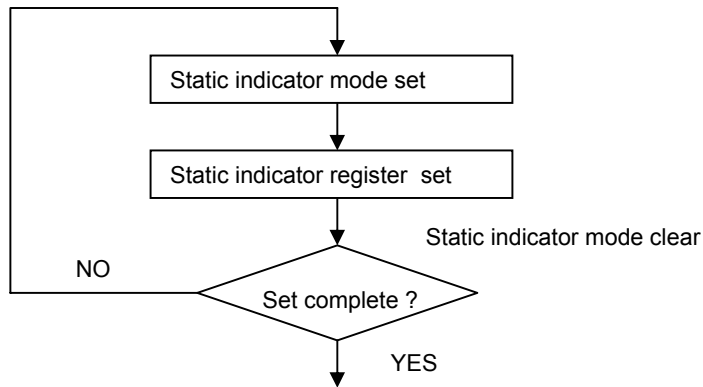 Static indicator mode set
Static indicator register set
Static indicator mode clear
NO
Set complete ?
YES